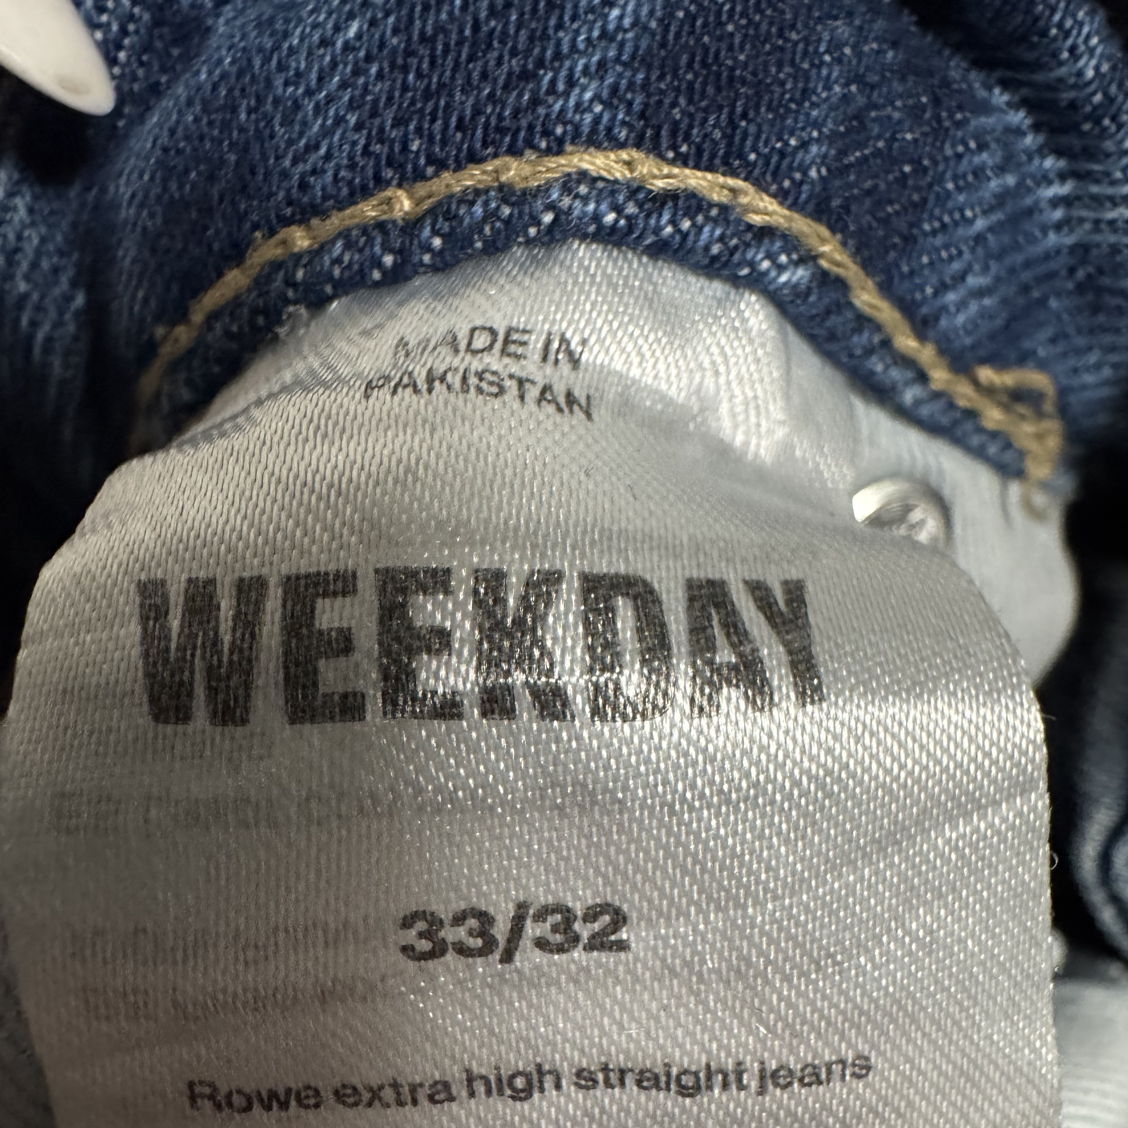 MADE IN
PAKISTAN
WEEKDAY
33/32
Rowe extra high straight jeans